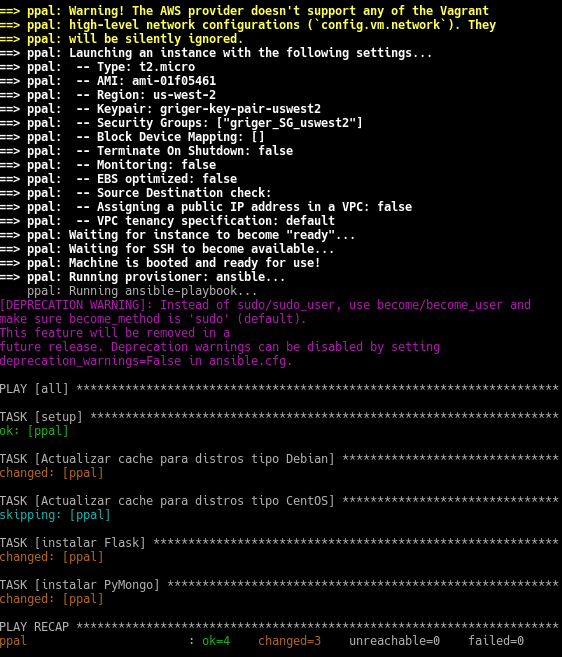 ==> ppal: Warning! The AWS provider doesn't support any of the Vagrant
==> ppal: high-level network configurations (`config.vm.network`). They
==> ppal: will be silently ignored.
==> ppal: Launching an instance with the following settings...
==> ppal:  -- Type: t2.micro
==> ppal:  -- AMI: ami-01f05461
==> ppal:  -- Region: us-west-2
==> ppal:  -- Keypair: griger-key-pair-uswest2
==> ppal:  -- Security Groups: ["griger_SG_uswest2"]
==> ppal:  -- Block Device Mapping: []
==> ppal:  -- Terminate On Shutdown: false
==> ppal:  -- Monitoring: false
==> ppal:  -- EBS optimized: false
==> ppal:  -- Source Destination check:
==> ppal:  -- Assigning a public IP address in a VPC: false
==> ppal:  -- VPC tenancy specification: default
==> ppal: Waiting for instance to become "ready"...
==> ppal: Waiting for SSH to become available...
==> ppal: Machine is booted and ready for use!
==> ppal: Running provisioner: ansible...
    ppal: Running ansible-playbook...
[DEPRECATION WARNING]: Instead of sudo/sudo_user, use become/become_user and
make sure become_method is 'sudo' (default).
This feature will be removed in a
future release. Deprecation warnings can be disabled by setting
deprecation_warnings=False in ansible.cfg.
PLAY [all] *********************************************************************
TASK [setup] *******************************************************************
ok: [ppal]
TASK [Actualizar cache para distros tipo Debian] *******************************
changed: [ppal]
TASK [Actualizar cache para distros tipo CentOS] *******************************
skipping: [ppal]
TASK [instalar Flask] **********************************************************
changed: [ppal]
TASK [instalar PyMongo] ********************************************************
changed: [ppal]
PLAY RECAP *********************************************************************
ppal                       : ok=4    changed=3    unreachable=0    failed=0